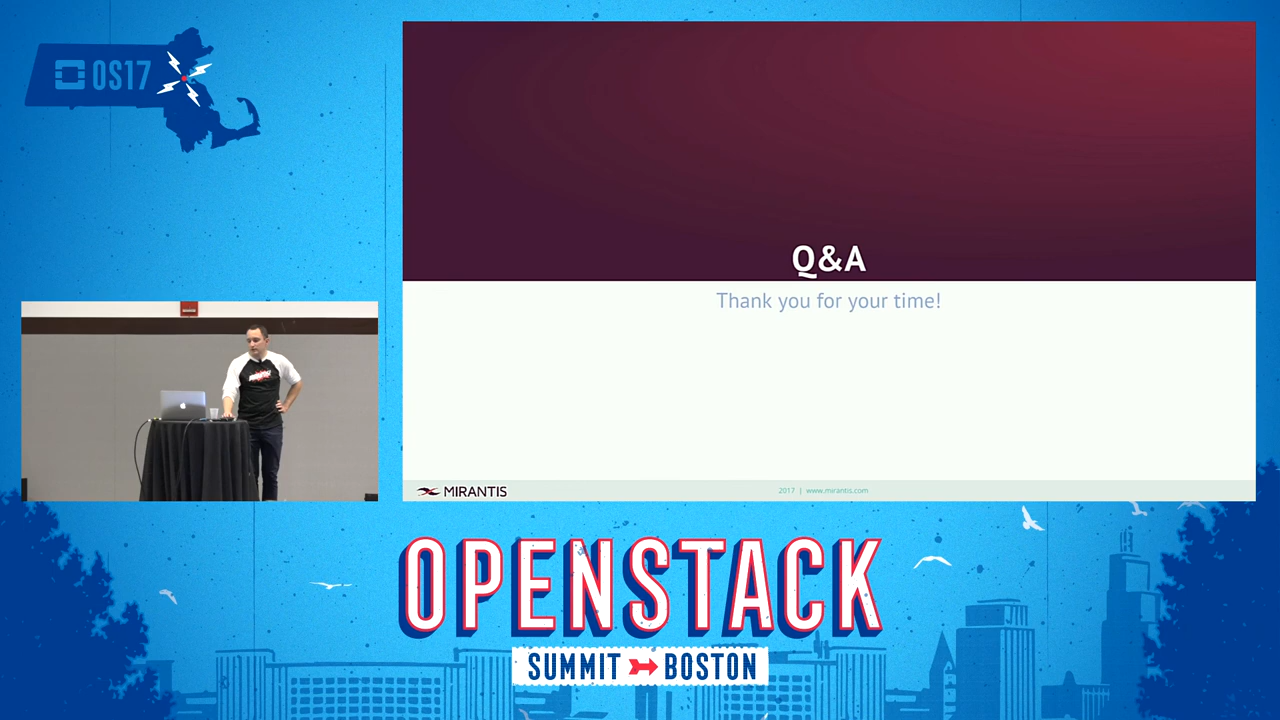 OS17
Q&A
Thank you for your time!
MIRANTIS
2017 | www.mirantis.com
OPENSTACK
SUMMIT BOSTON